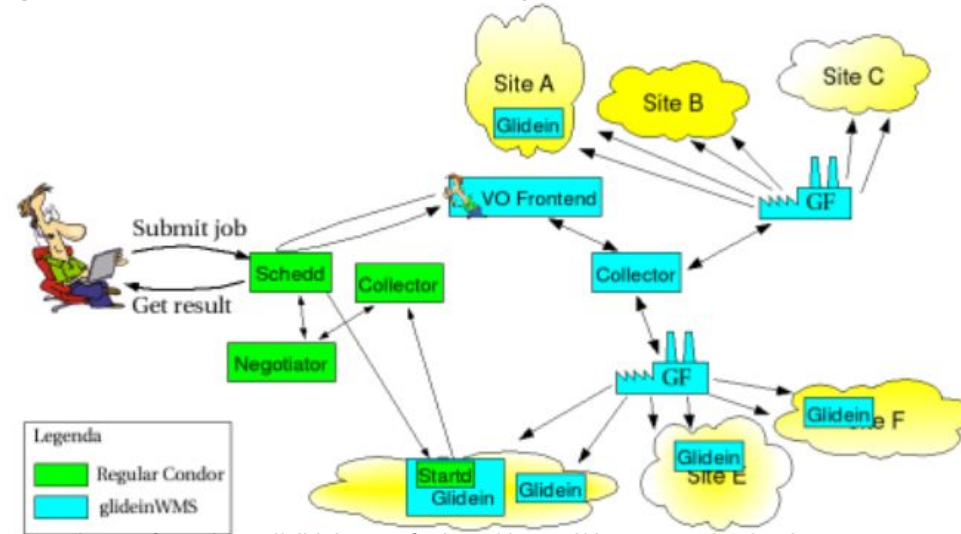 Site A
Glidein
Site B
Site C
GF
VO Frontend
Submit job
Schedd
Collector
Collector
Get result
Negotiator
GF
Legenda
Regular Condor
glideinWMS
Startd
Glidein
Glidein
Glidein
Site E
Glidein
F